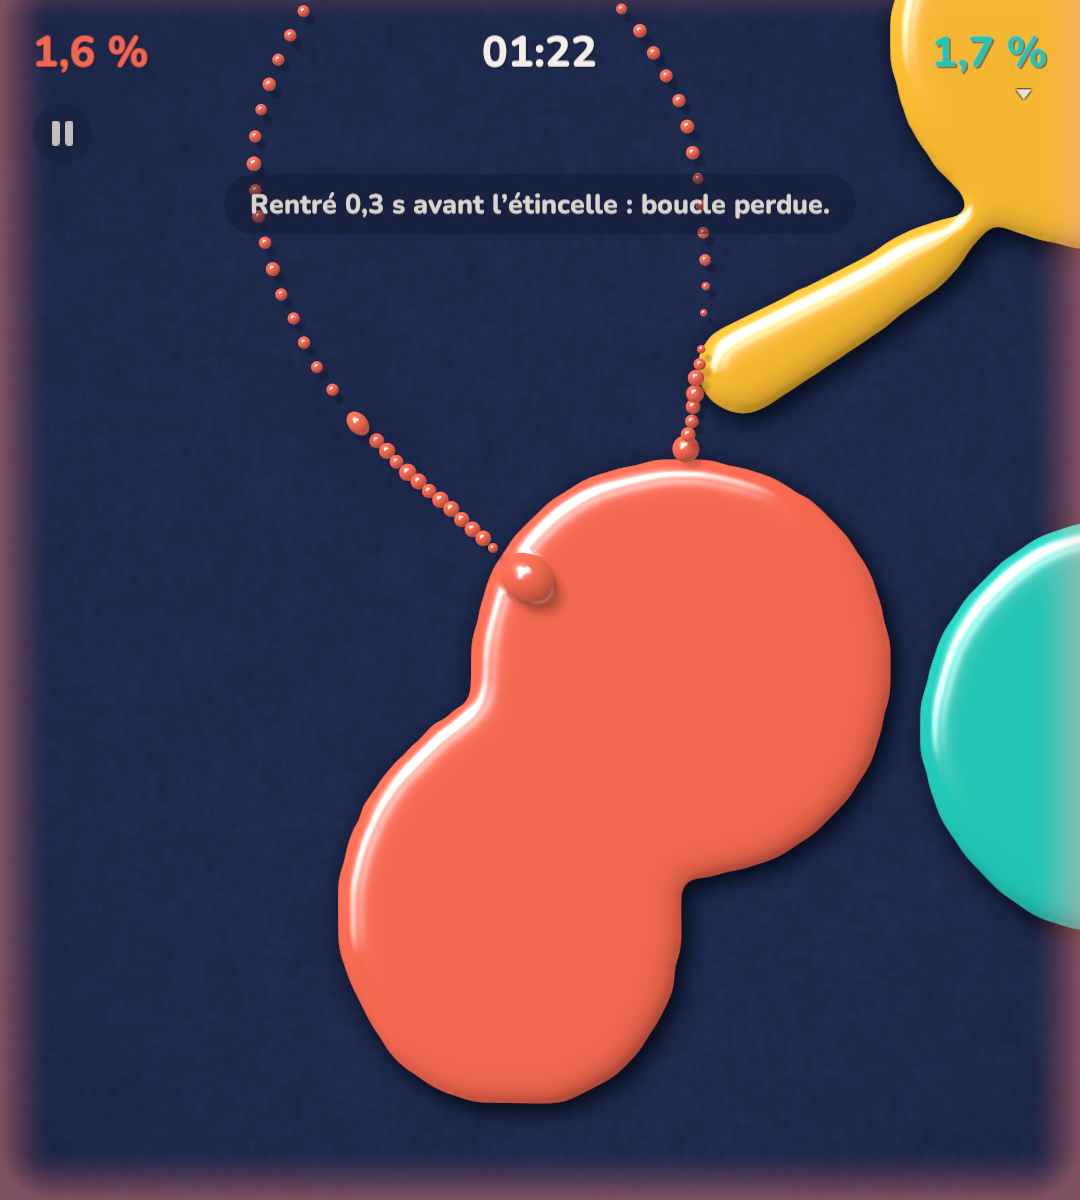 1,6 %
01:22
1,7 %
Rentré 0,3 s avant l’étincelle : boucle perdue.